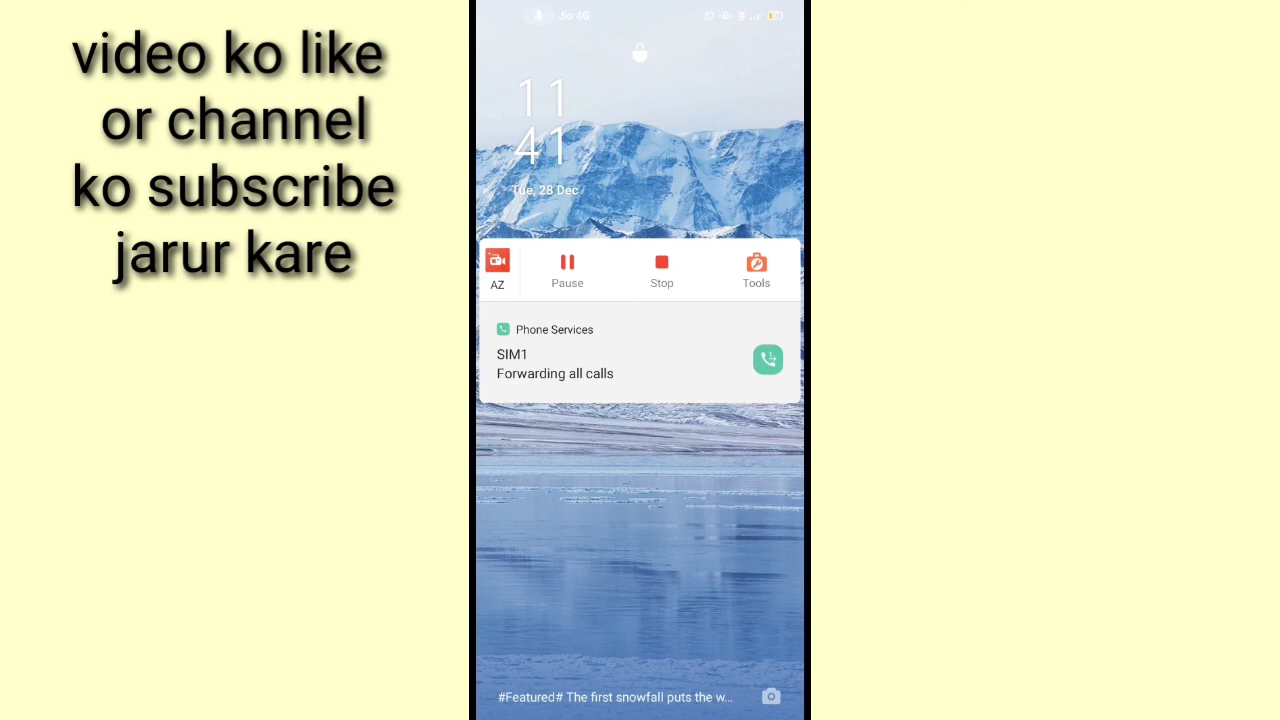 video ko like
or channel
ko subscribe
jarur kare
Jio 4G
11
41
Tue, 28 Dec
AZ
Pause
Stop
Tools
Phone Services
SIM1
Forwarding all calls
#Featured# The first snowfall puts the w...